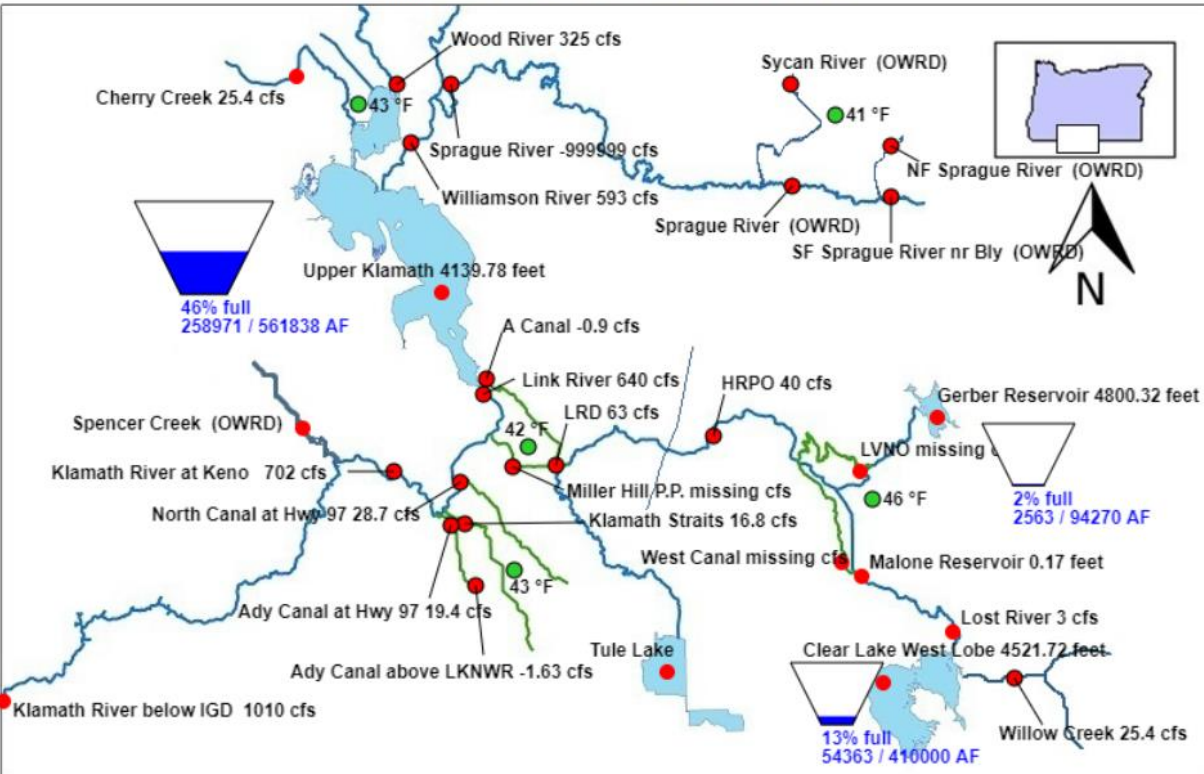 Wood River 325 cfs
Sycan River (OWRD)
Cherry Creek 25.4 cfs
43 °F
41 °F
Sprague River -999999 cfs
NF Sprague River (OWRD)
Williamson River 593 cfs
Sprague River (OWRD)
SF Sprague River nr Bly (OWRD)
N
Upper Klamath 4139.78 feet
46% full
258971 / 561838 AF
A Canal -0.9 cfs
Link River 640 cfs
HRPO 40 cfs
Gerber Reservoir 4800.32 feet
LRD 63 cfs
Spencer Creek (OWRD)
42 °F
LVNO missing c
Klamath River at Keno 702 cfs
2% full
2563 / 94270 AF
Miller Hill P.P. missing cfs
46 °F
North Canal at Hwy 97 28.7 cfs
Klamath Straits 16.8 cfs
West Canal missing cfs
Malone Reservoir 0.17 feet
43 °F
Ady Canal at Hwy 97 19.4 cfs
Lost River 3 cfs
Tule Lake
Clear Lake West Lobe 4521.72 feet
Ady Canal above LKNWR -1.63 cfs
Klamath River below IGD 1010 cfs
Willow Creek 25.4 cfs
13% full
54363 / 410000 AF